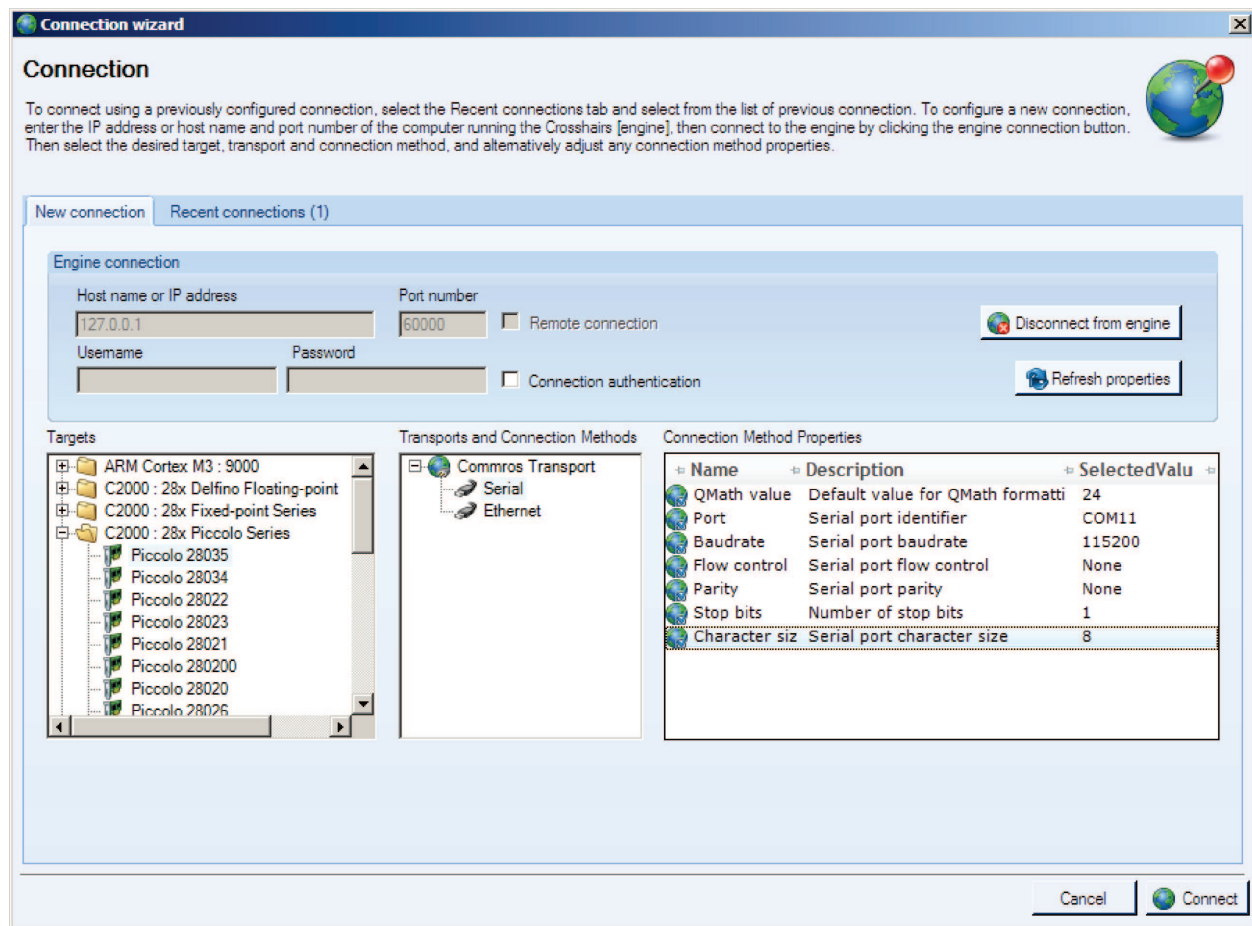 Connection wizard
Connection
To connect using a previously configured connection, select the Recent connections tab and select from the list of previous connection. To configure a new connection,
enter the IP address or host name and port number of the computer running the Crosshairs [engine], then connect to the engine by clicking the engine connection button.
Then select the desired target, transport and connection method, and alternatively adjust any connection method properties.
New connection Recent connections (1)
Engine connection
Host name or IP address Port number
127.0.0.1 60000 Remote connection Disconnect from engine
Username Password
Connection authentication Refresh properties
Targets Transports and Connection Methods Connection Method Properties
ARM Cortex M3 : 9000
C2000 : 28x Delfino Floating-point
C2000 : 28x Fixed-point Series
C2000 : 28x Piccolo Series
Piccolo 28035
Piccolo 28034
Piccolo 28022
Piccolo 28023
Piccolo 28021
Piccolo 280200
Piccolo 28020
Piccolo 28026
Commros Transport
Serial
Ethernet
Name Description SelectedValu
QMath value Default value for QMath formatti 24
Port Serial port identifier COM11
Baudrate Serial port baudrate 115200
Flow control Serial port flow control None
Parity Serial port parity None
Stop bits Number of stop bits 1
Character siz Serial port character size 8
Cancel Connect